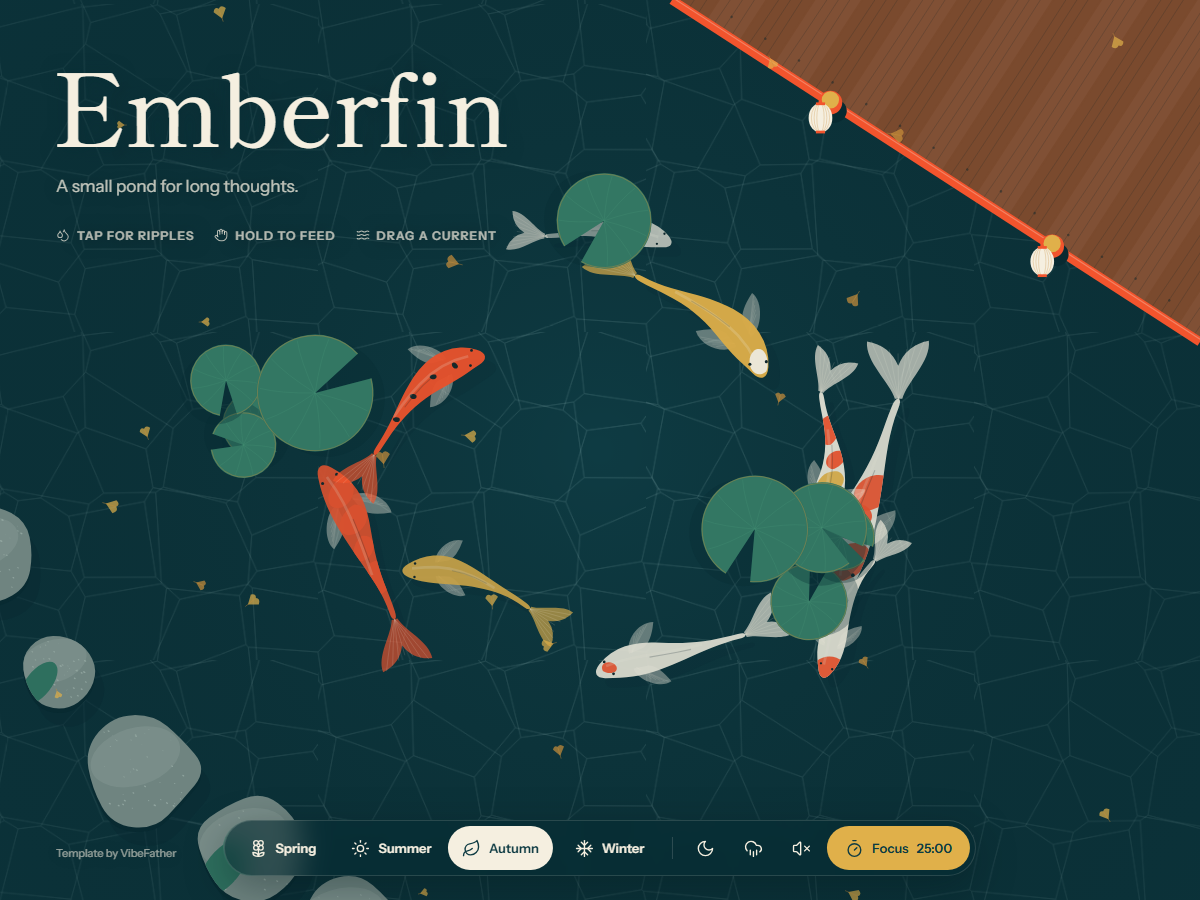 Emberfin
A small pond for long thoughts.
TAP FOR RIPPLES HOLD TO FEED DRAG A CURRENT
Spring Summer Autumn Winter Focus 25:00
Template by VibeFather